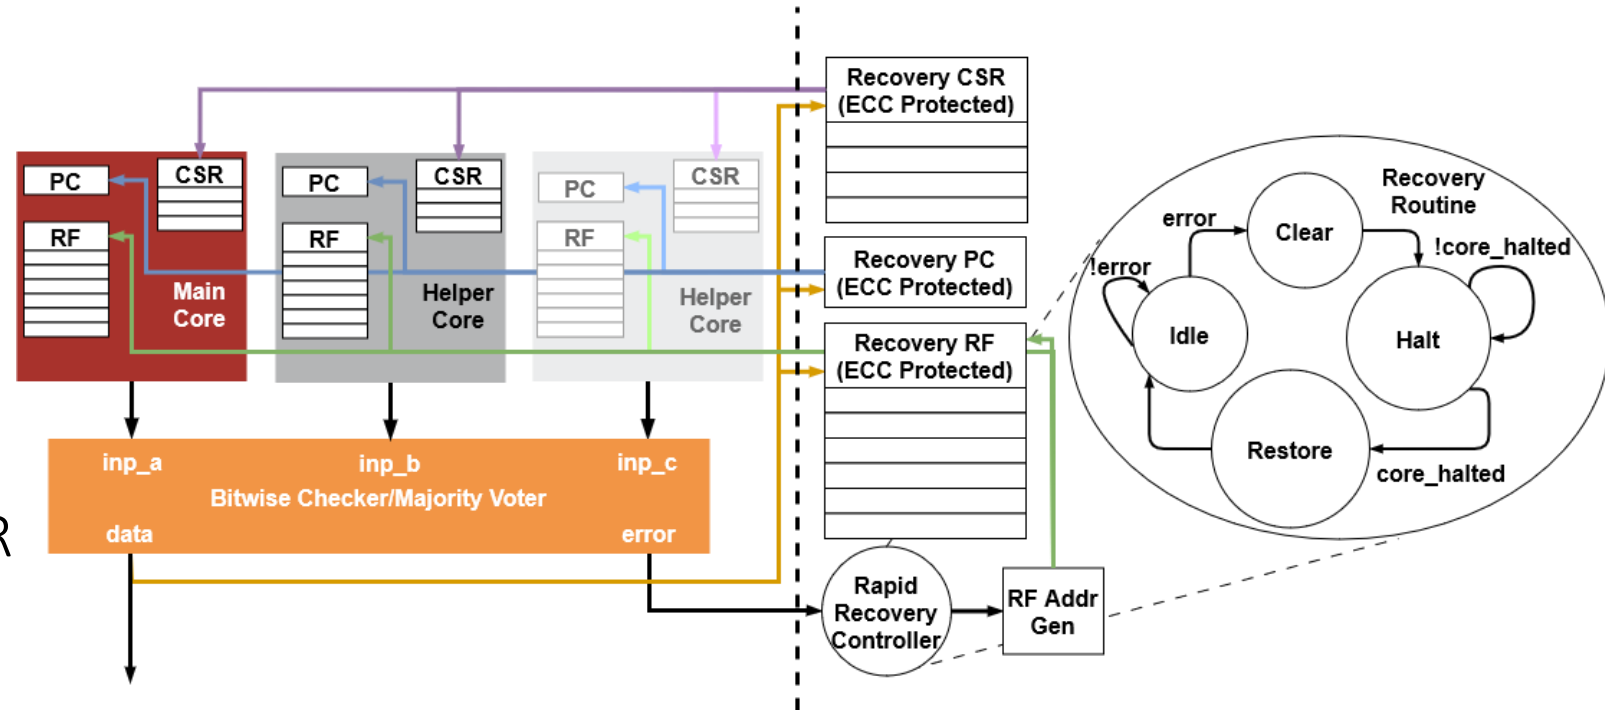 Recovery CSR
(ECC Protected)
PC
CSR
RF
Main
Core
PC
CSR
RF
Helper
Core
PC
CSR
RF
Helper
Core
Recovery PC
(ECC Protected)
Recovery RF
(ECC Protected)
inp_a
inp_b
inp_c
Bitwise Checker/Majority Voter
data
error
R
Rapid
Recovery
Controller
RF Addr
Gen
Recovery
Routine
error
Clear
!core_halted
!error
Idle
Halt
Restore
core_halted